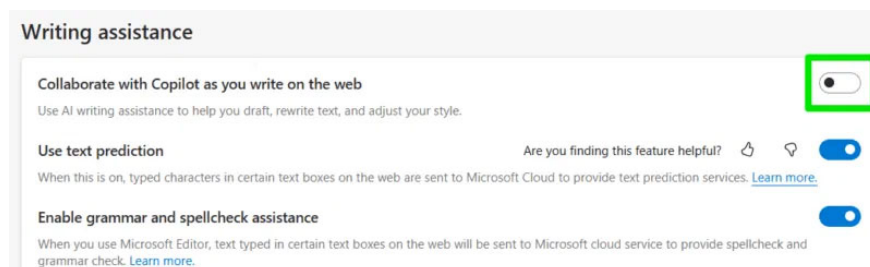 Writing assistance
Collaborate with Copilot as you write on the web
Use AI writing assistance to help you draft, rewrite text, and adjust your style.
Use text prediction
Are you finding this feature helpful?
When this is on, typed characters in certain text boxes on the web are sent to Microsoft Cloud to provide text prediction services. Learn more.
Enable grammar and spellcheck assistance
When you use Microsoft Editor, text typed in certain text boxes on the web will be sent to Microsoft cloud service to provide spellcheck and
grammar check. Learn more.